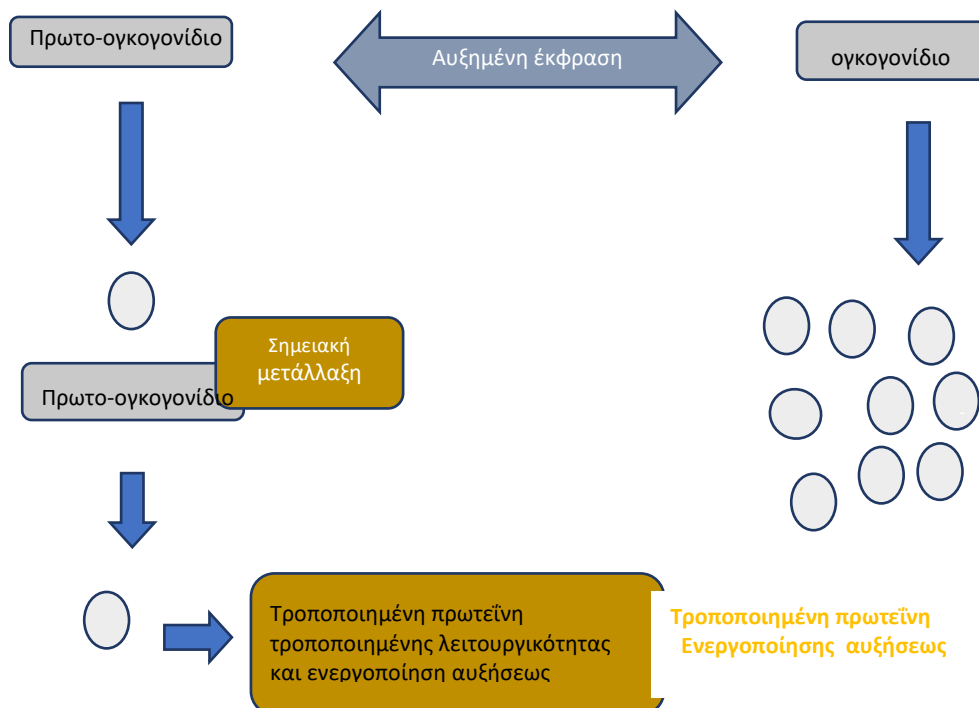 Πρωτο-ογκογονίδιο
Αυξημένη έκφραση
ογκογονίδιο
Σημειακή
μετάλλαξη
Πρωτο-ογκογονίδιο
Τροποποιημένη πρωτεΐνη
τροποποιημένης λειτουργικότητας
και ενεργοποίηση αυξήσεως
Τροποποιημένη πρωτεΐνη
Ενεργοποίησης αυξήσεως